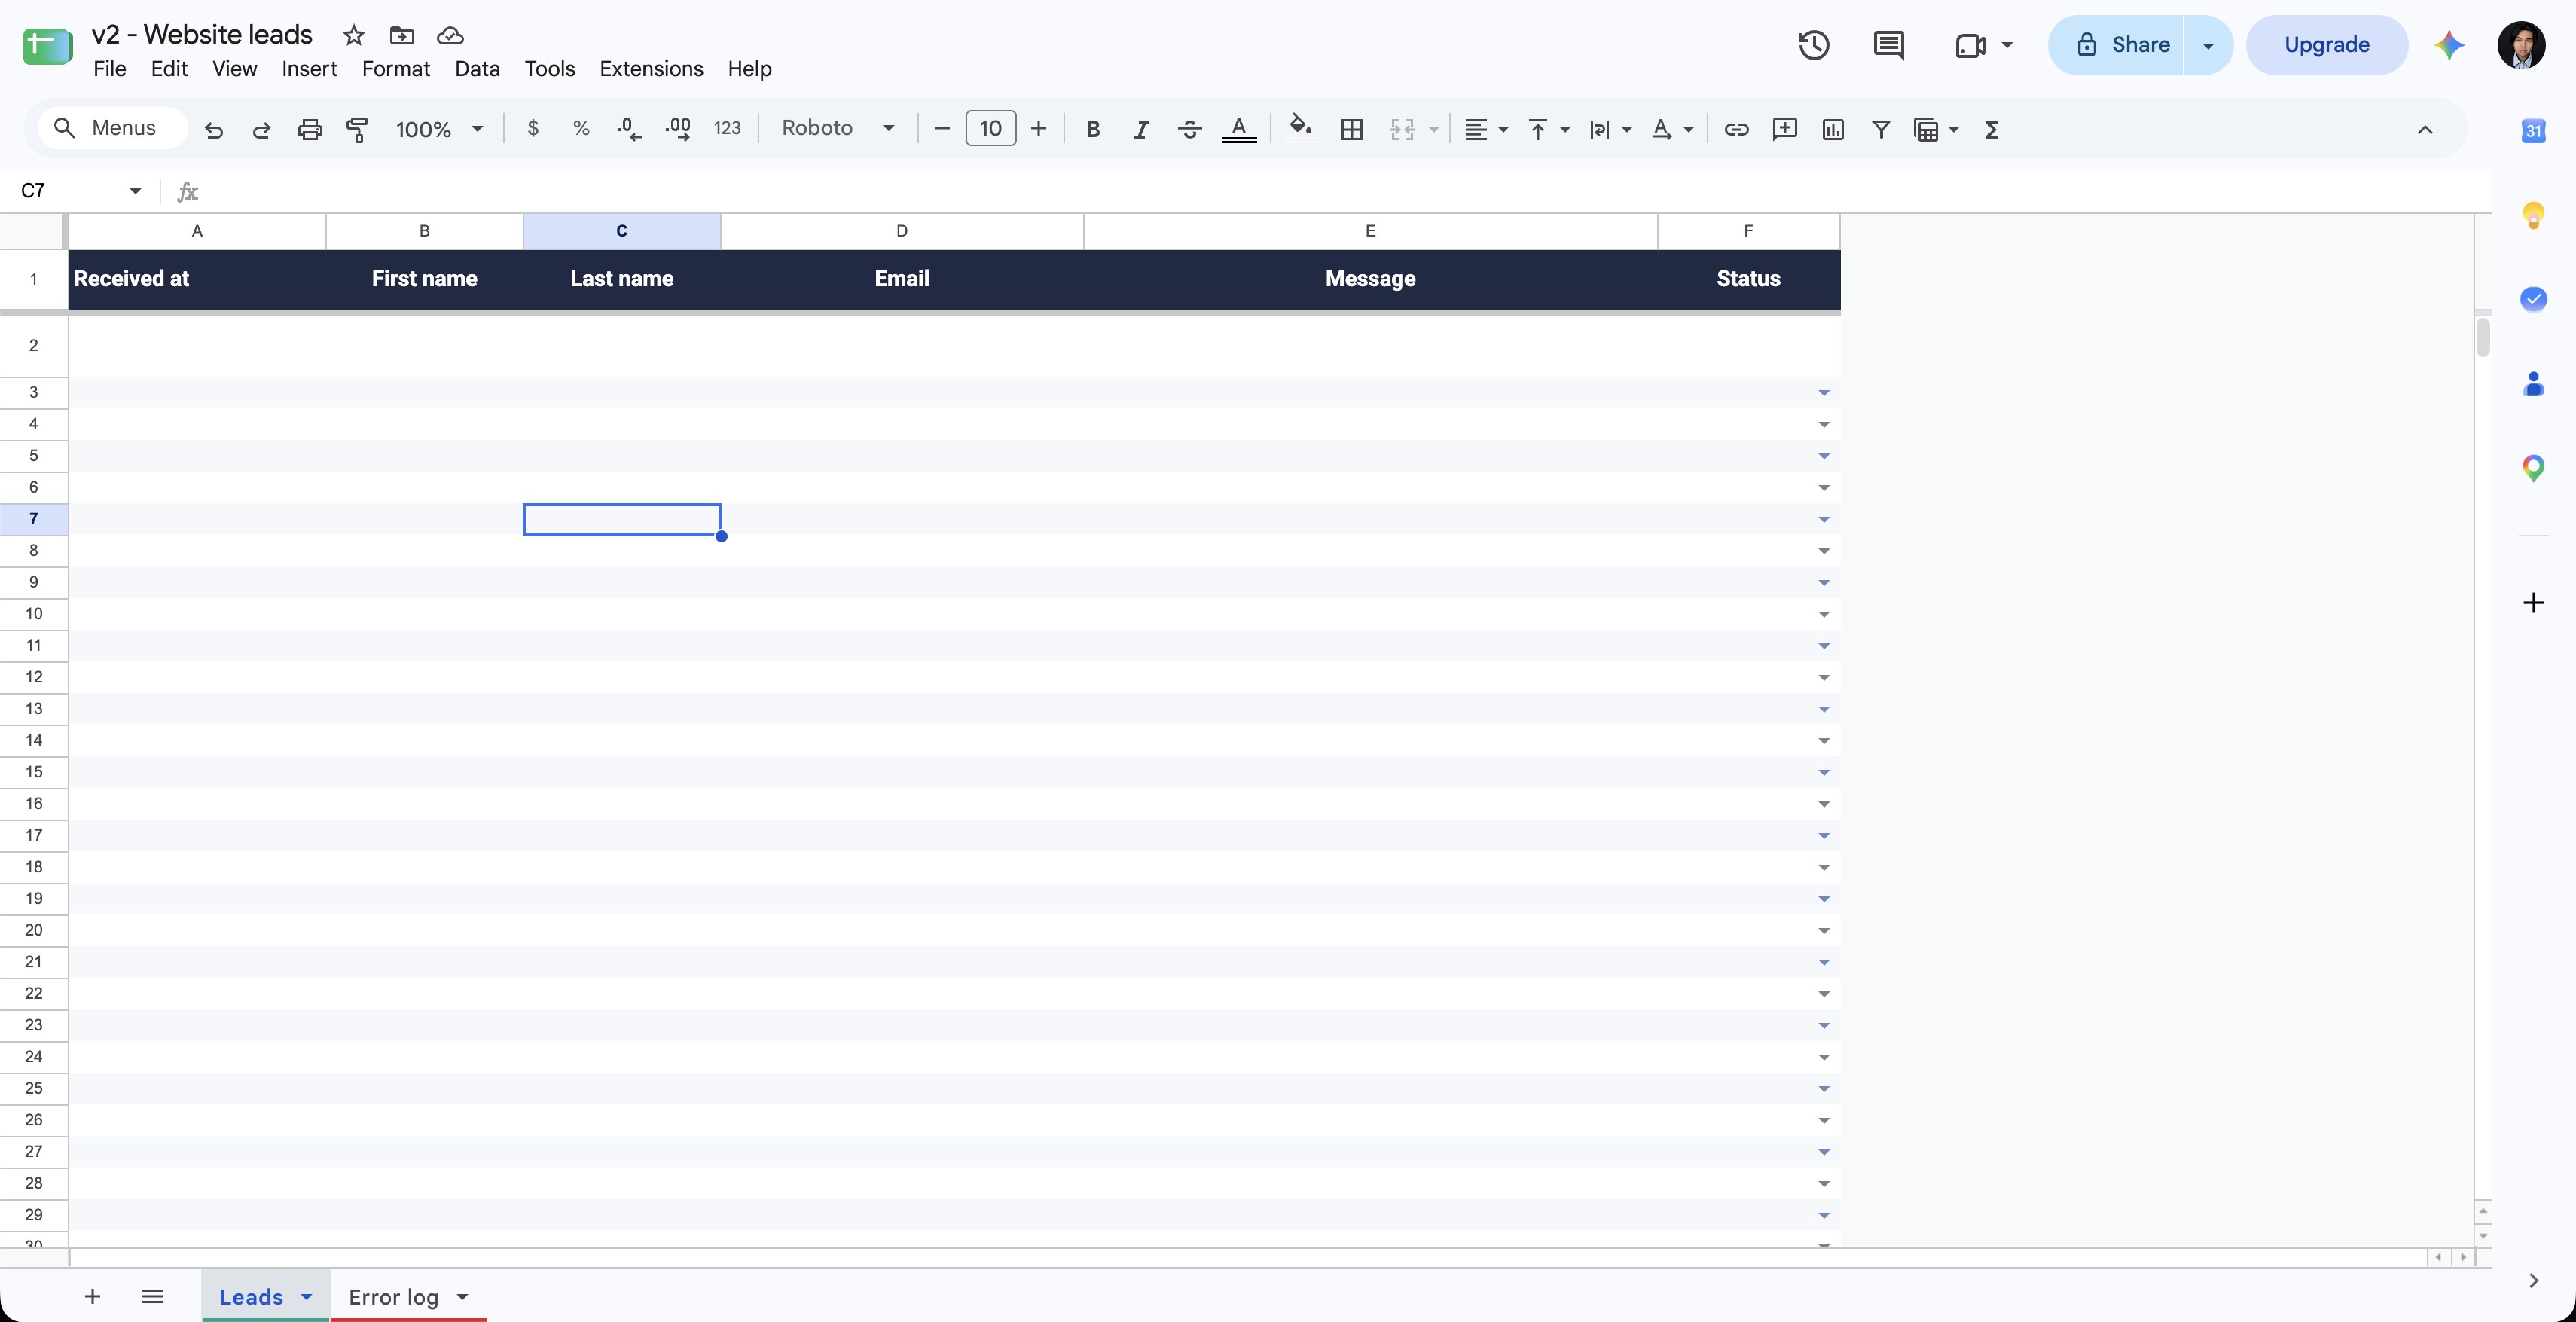 v2 - Website leads
File Edit View Insert Format Data Tools Extensions Help
Share
Upgrade
Menus
100%
$ % .0 .00 123
Roboto
10
B I S A
31
C7
fx
A B C D E F
1 Received at First name Last name Email Message Status
2
3
4
5
6
7
8
9
10
11
12
13
14
15
16
17
18
19
20
21
22
23
24
25
26
27
28
29
30
Leads Error log